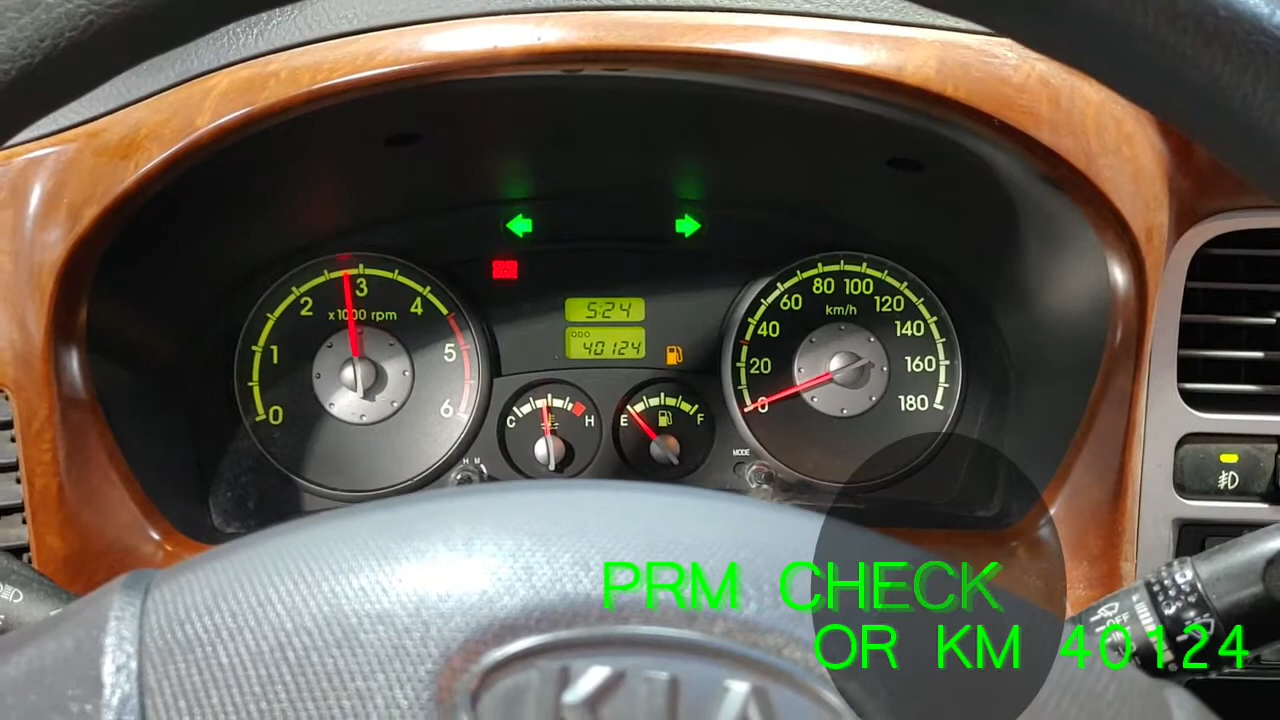 0 1 2 3 4 5 6
x1000 rpm
5:24
ODO
40124
C H
E F
0 20 40 60 80 100 120 140 160 180
km/h
H M
MODE
PRM CHECK
OR KM 40124
KIA